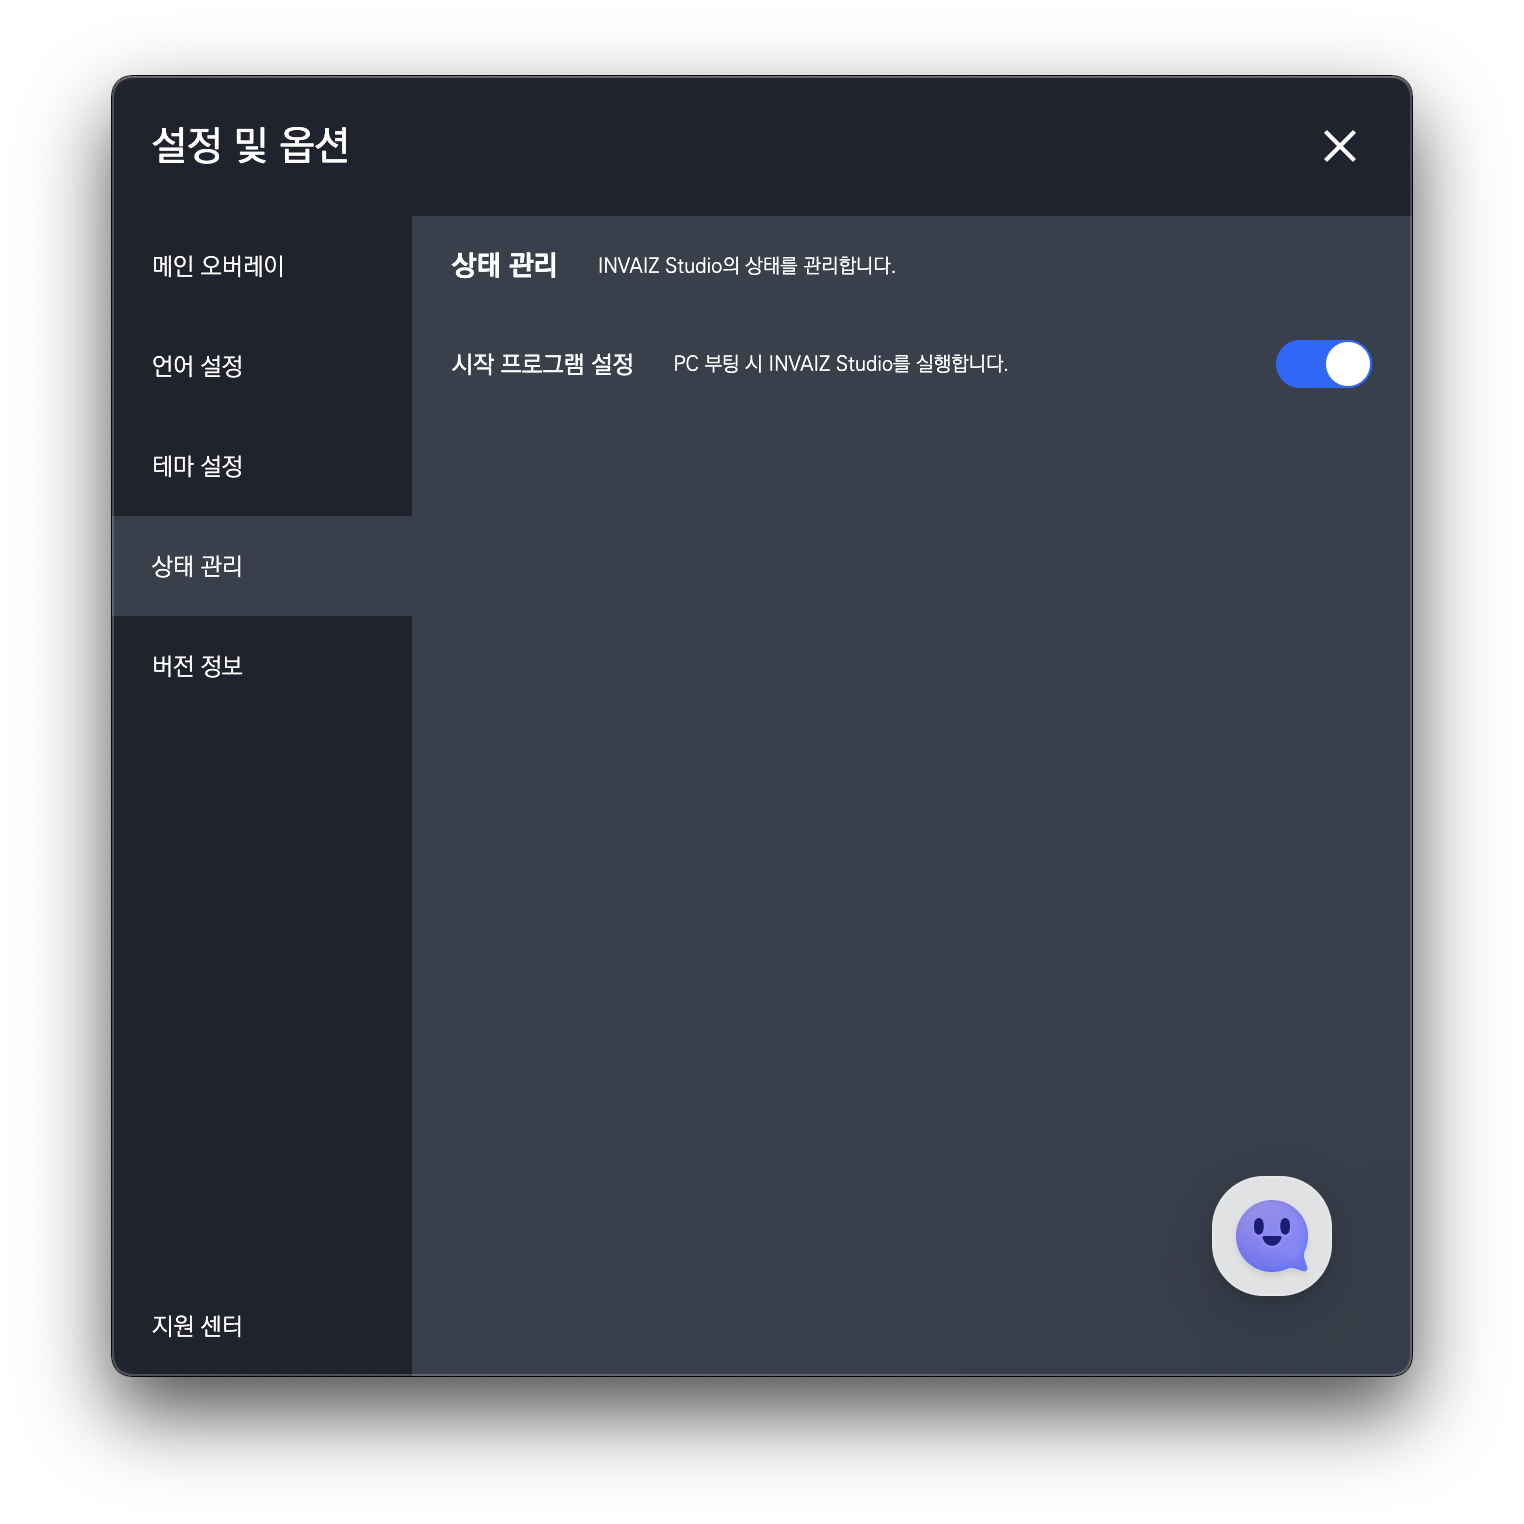 설정 및 옵션
메인 오버레이
언어 설정
테마 설정
상태 관리
버전 정보
지원 센터
상태 관리 INVAIZ Studio의 상태를 관리합니다.
시작 프로그램 설정 PC 부팅 시 INVAIZ Studio를 실행합니다.